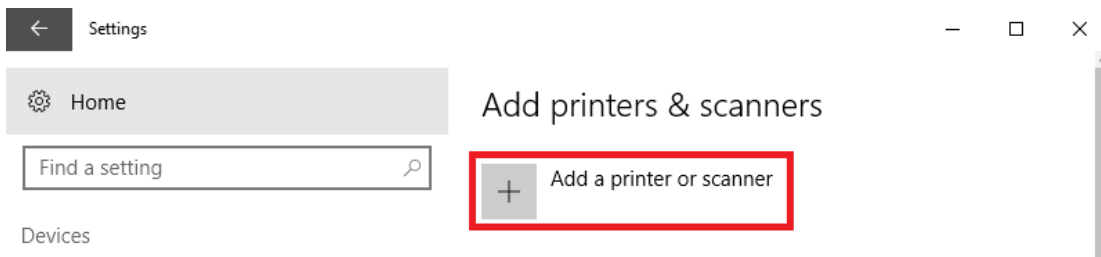 Settings
Home
Add printers & scanners
Find a setting
Add a printer or scanner
Devices